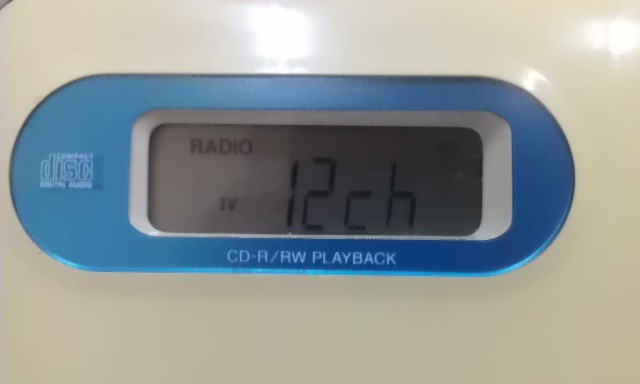 RADIO
COMPACT
disc
DIGITAL AUDIO
TV 12ch
CD-R/RW PLAYBACK